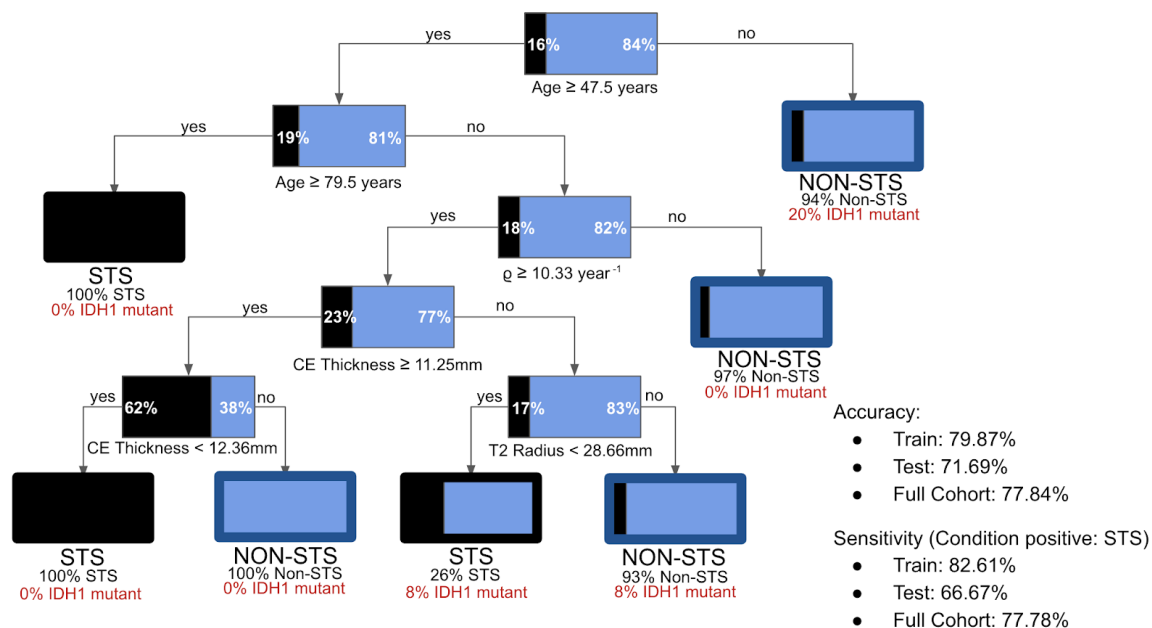 16% 84%
yes
no
Age ≥ 47.5 years
19% 81%
yes
no
Age ≥ 79.5 years
NON-STS
94% Non-STS
20% IDH1 mutant
18% 82%
yes
no
ϱ ≥ 10.33 year⁻¹
STS
100% STS
0% IDH1 mutant
23% 77%
yes
no
CE Thickness ≥ 11.25mm
NON-STS
97% Non-STS
0% IDH1 mutant
62% 38%
yes
no
CE Thickness < 12.36mm
17% 83%
yes
no
T2 Radius < 28.66mm
STS
100% STS
0% IDH1 mutant
NON-STS
100% Non-STS
0% IDH1 mutant
STS
26% STS
8% IDH1 mutant
NON-STS
93% Non-STS
8% IDH1 mutant
Accuracy:
● Train: 79.87%
● Test: 71.69%
● Full Cohort: 77.84%
Sensitivity (Condition positive: STS)
● Train: 82.61%
● Test: 66.67%
● Full Cohort: 77.78%